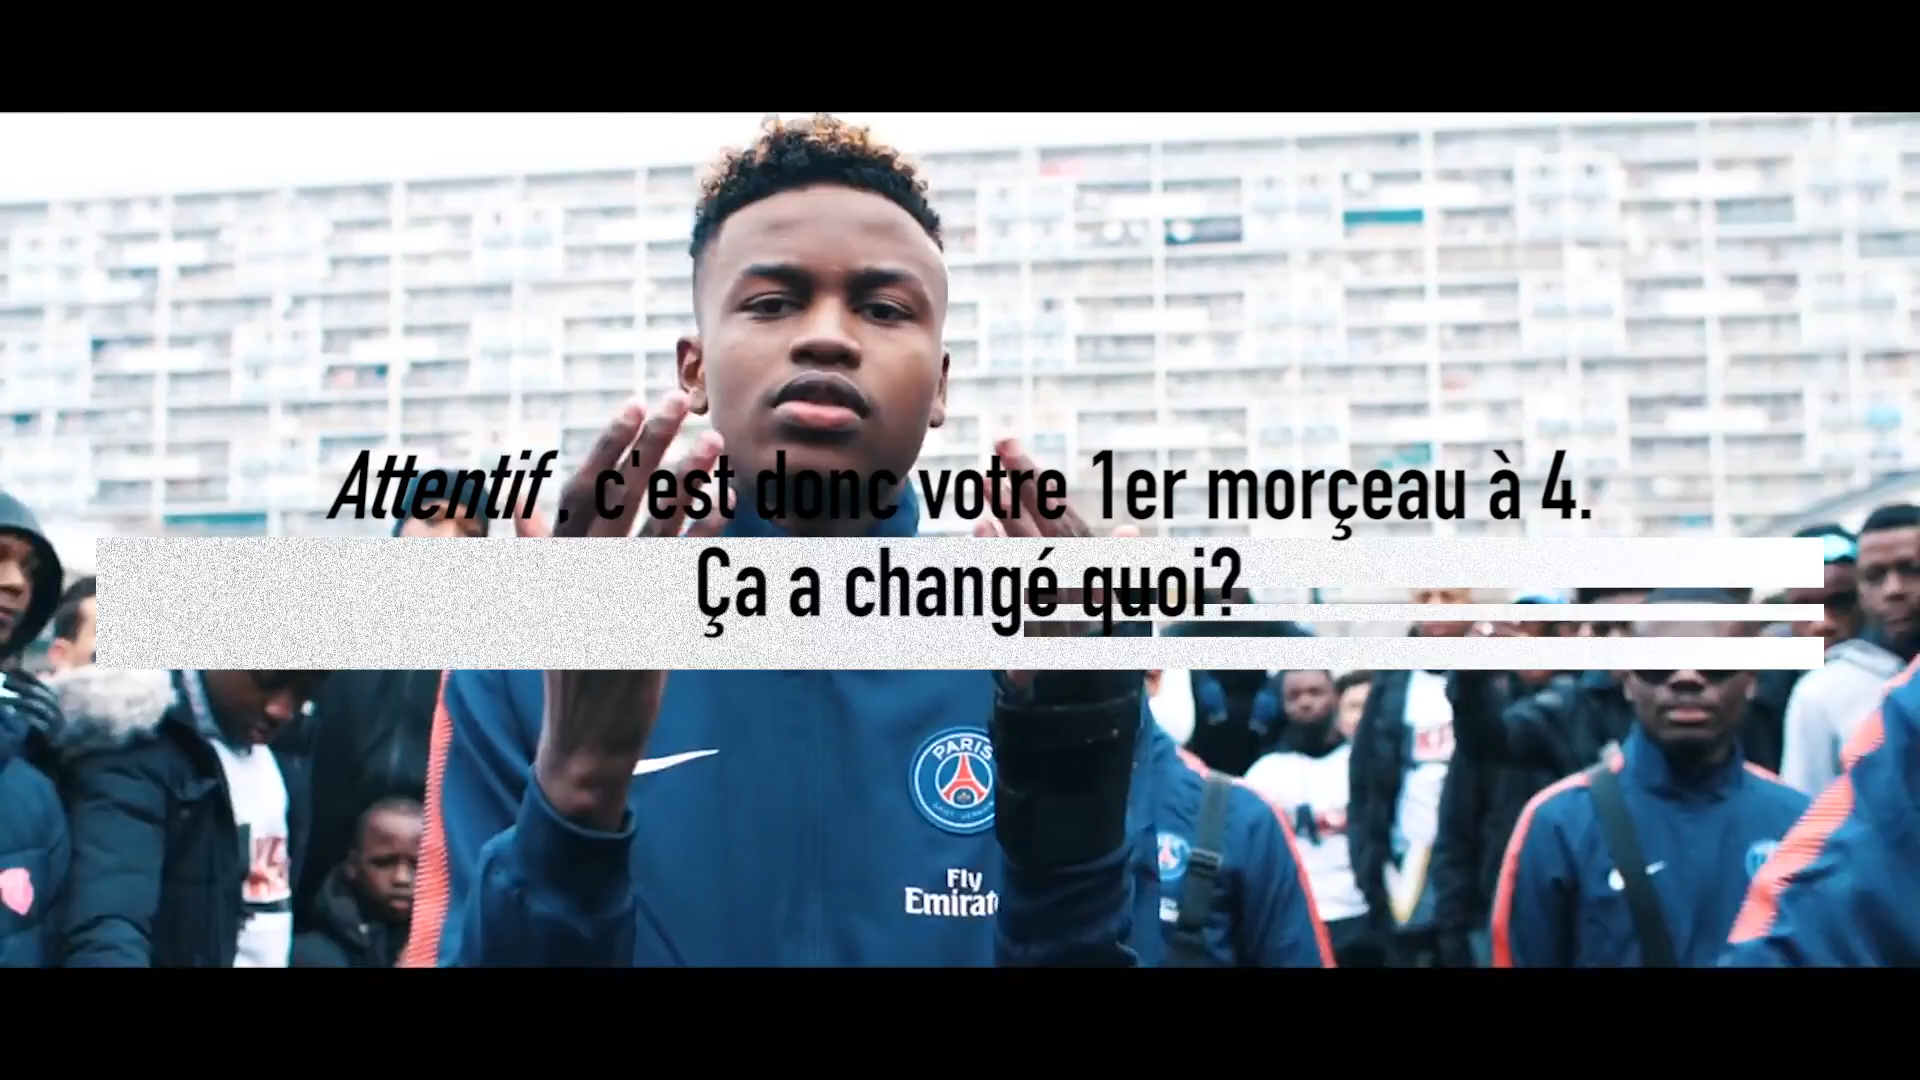 Attentif, c'est donc votre 1er morçeau à 4.
Ça a changé quoi?
PARIS
Fly
Emirat